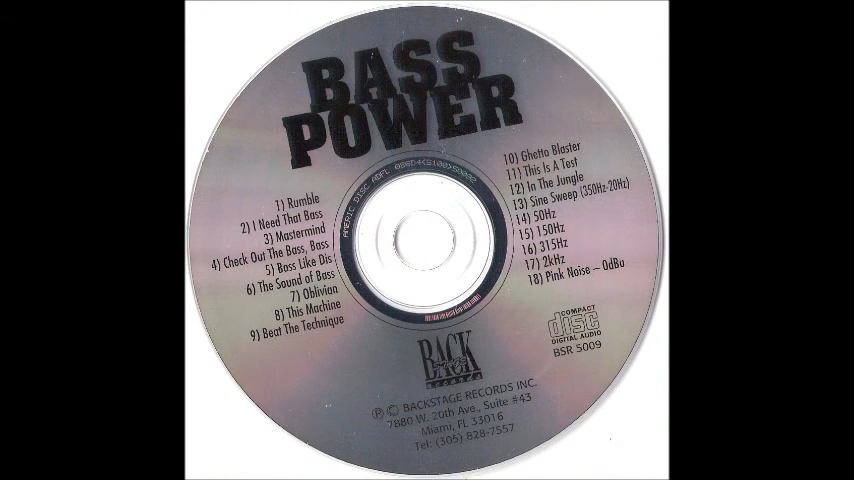 BASS
POWER
1) Rumble
2) I Need That Bass
3) Mastermind
4) Check Out The Bass, Bass
5) Bass Like Dis
6) The Sound of Bass
7) Oblivian
8) This Machine
9) Beat The Technique
10) Ghetto Blaster
11) This Is A Test
12) In The Jungle
13) Sine Sweep (350Hz-20Hz)
14) 50Hz
15) 150Hz
16) 315Hz
17) 2kHz
18) Pink Noise ~ 0dBu
AMERIC DISC ADFL
COMPACT
disc
DIGITAL AUDIO
BSR 5009
BACK
records
℗ © BACKSTAGE RECORDS INC.
7880 W. 20th Ave., Suite #43
Miami, FL 33016
Tel: (305) 828-7557